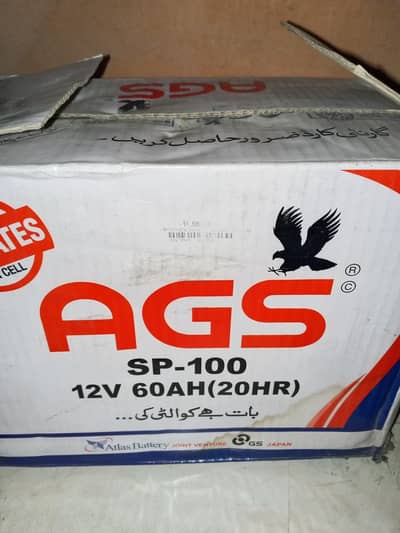 AGS
گارنٹی کارڈ ضرور حاصل کریں۔
ATES
CELL
AGS
®
©
SP-100
12V 60AH(20HR)
بات ہے کوالٹی کی...
Atlas Battery JOINT VENTURE GS JAPAN